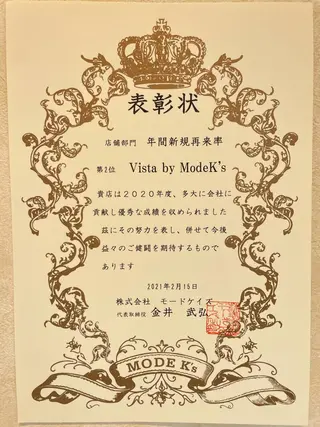 表彰状
店舗部門 年間新規再来率
第2位 Vista by ModeK's
貴店は2020年度、多大に会社に
貢献し優秀な成績を収められました
茲にその努力を表し、併せて今後
益々のご健闘を期待するもので
あります
2021年2月15日
株式会社 モードケイズ
代表取締役 金井 武弘
MODE K's